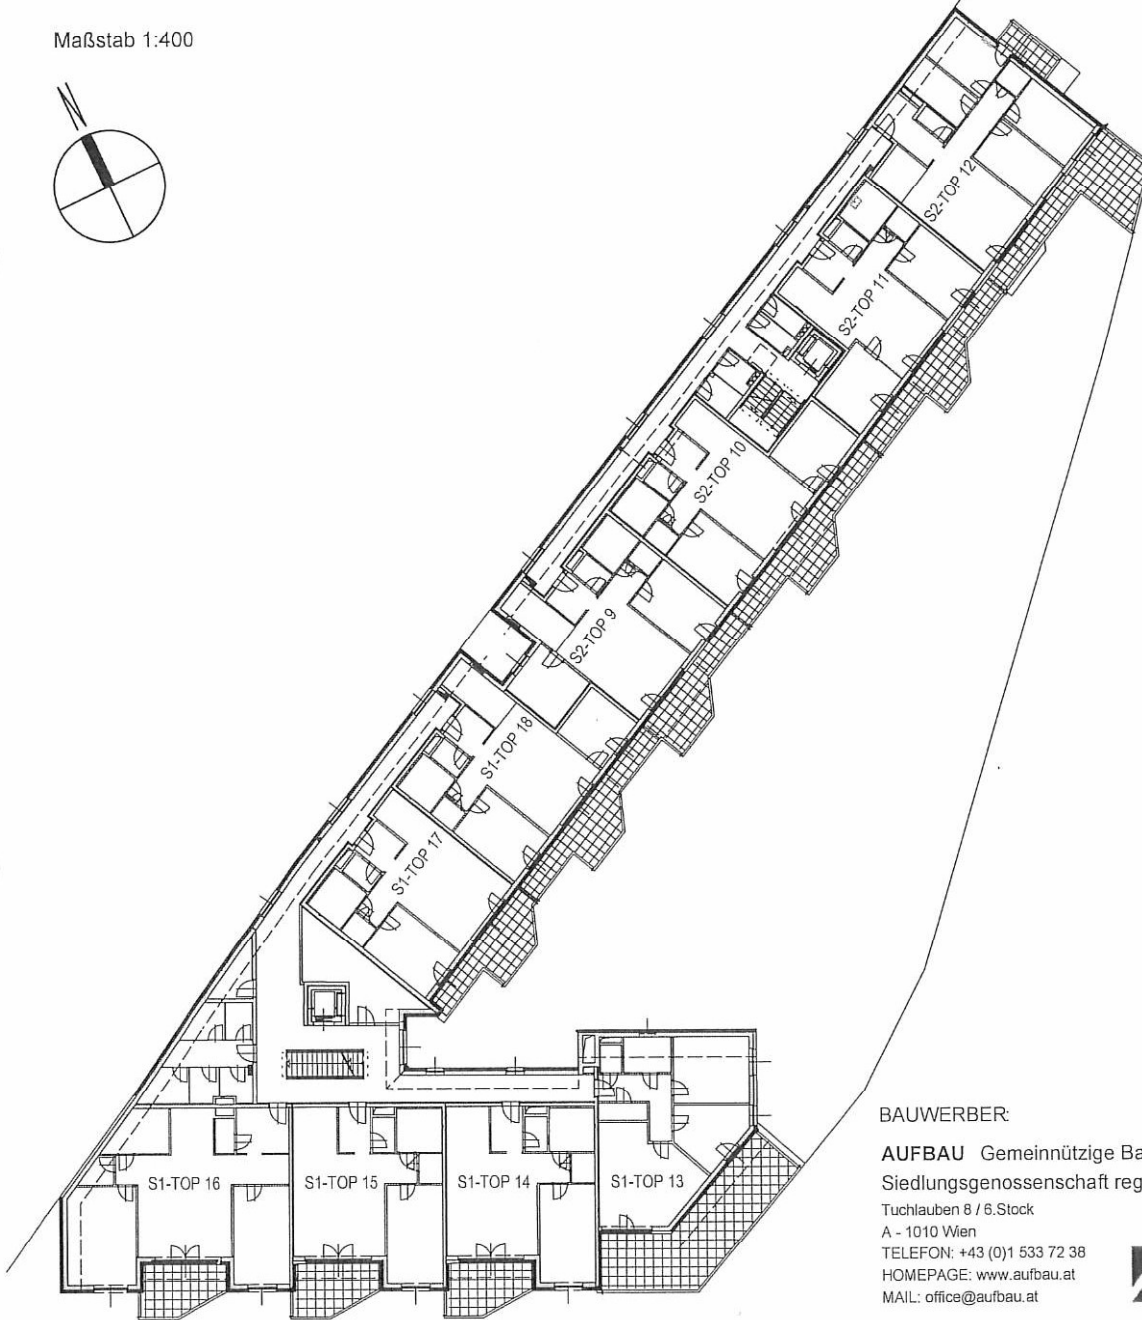 Maßstab 1:400
N
S2-TOP 12
S2-TOP 11
S2-TOP 10
S2-TOP 9
S1-TOP 18
S1-TOP 17
S1-TOP 16
S1-TOP 15
S1-TOP 14
S1-TOP 13
BAUWERBER:
AUFBAU Gemeinnützige Ba
Siedlungsgenossenschaft reg
Tuchlauben 8 / 6.Stock
A - 1010 Wien
TELEFON: +43 (0)1 533 72 38
HOMEPAGE: www.aufbau.at
MAIL: office@aufbau.at